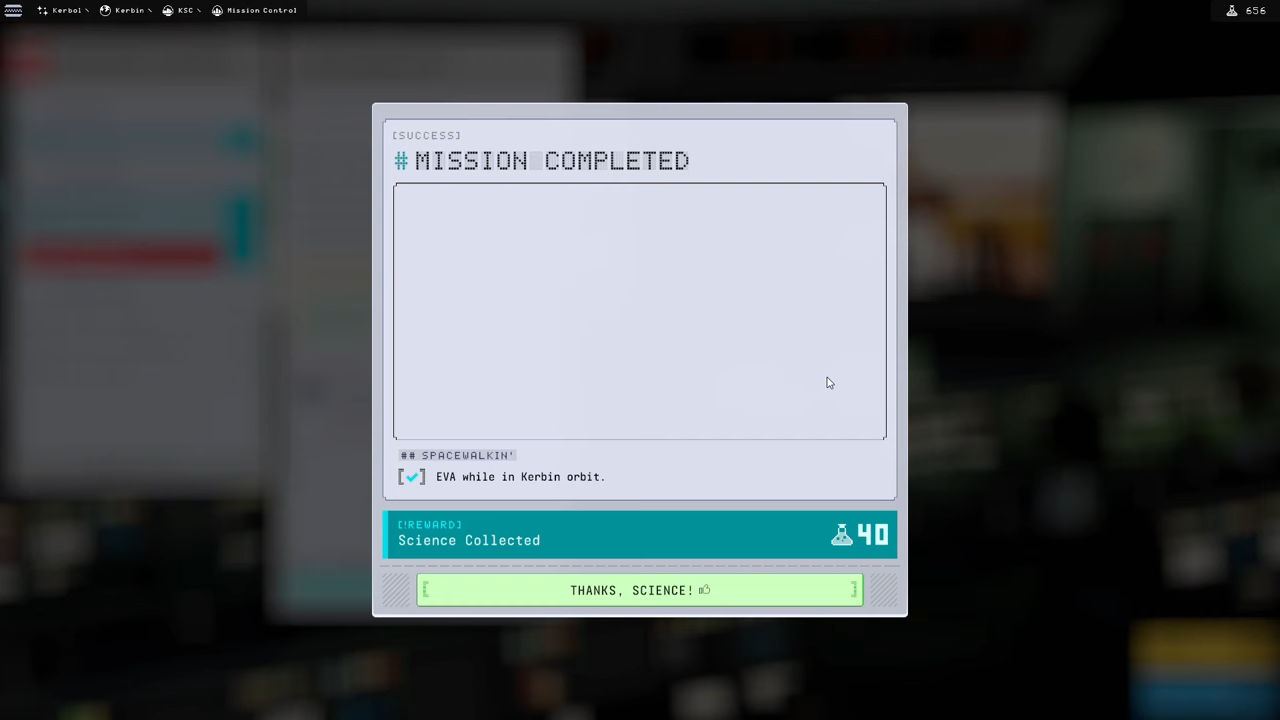 Kerbol
Kerbin
KSC
Mission Control
656
[SUCCESS]
# MISSION COMPLETED
## SPACEWALKIN'
[✓] EVA while in Kerbin orbit.
[!REWARD]
Science Collected
40
THANKS, SCIENCE!